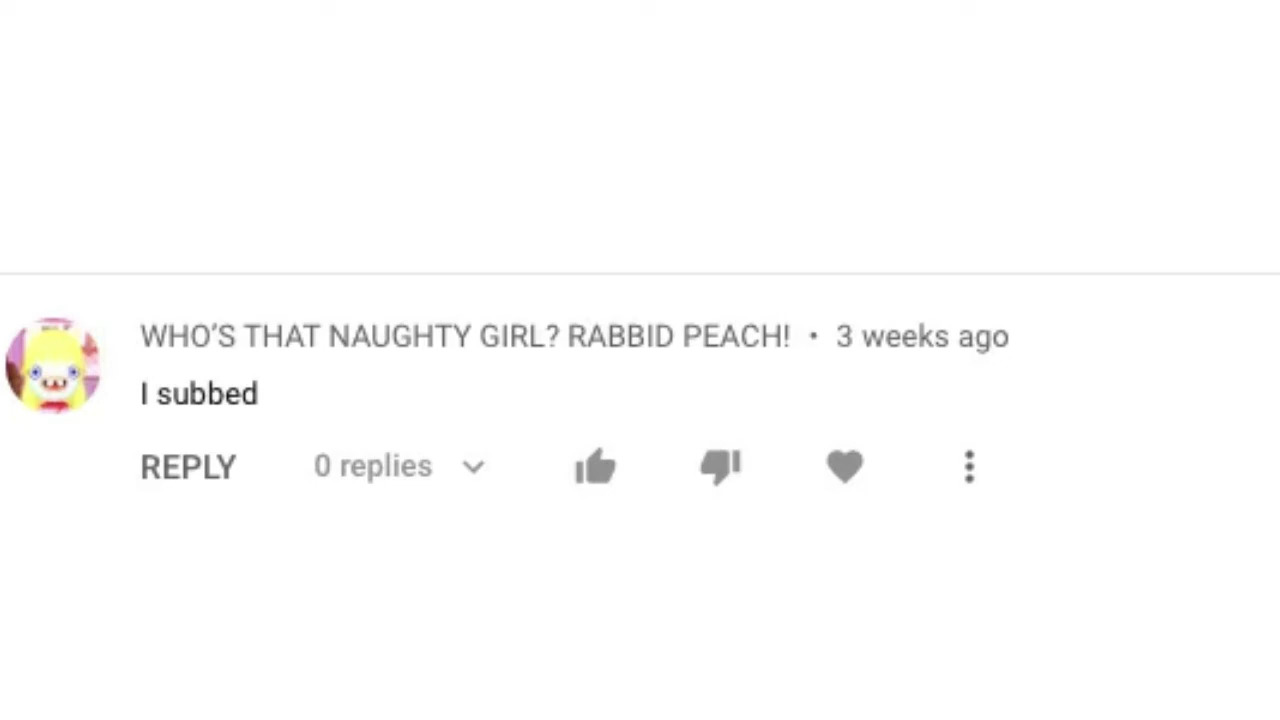 WHO'S THAT NAUGHTY GIRL? RABBID PEACH! • 3 weeks ago
I subbed
REPLY 0 replies